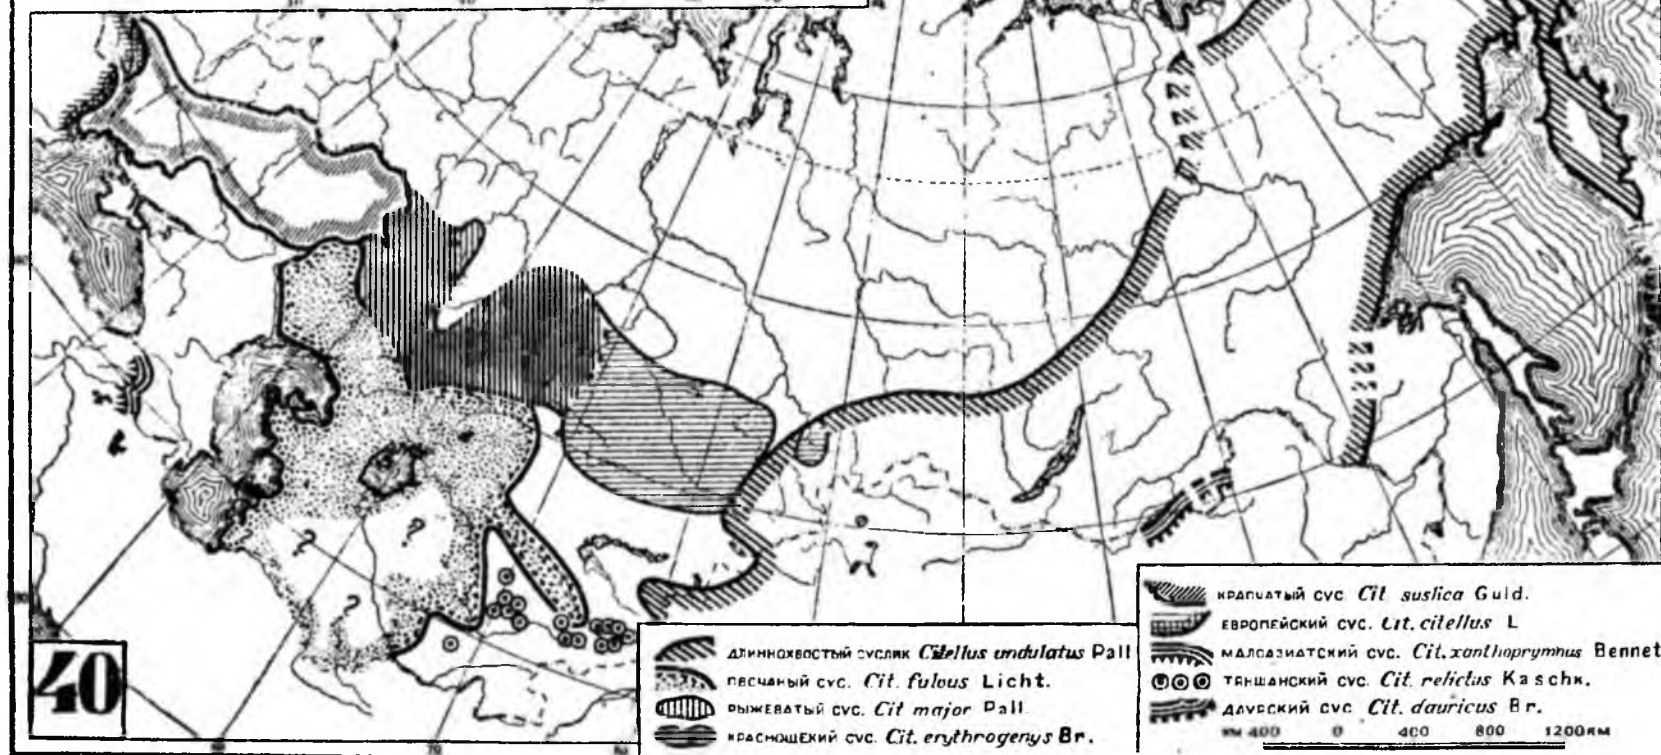 ?
?
?
40
ДЛИННОХВОСТЫЙ СУСЛИК Citellus undulatus Pall
ПЕСЧАНЫЙ СУС. Cit. fulvus Licht.
РЫЖЕВАТЫЙ СУС. Cit major Pall
КРАСНОЩЕКИЙ СУС. Cit. erythrogenys Br.
КРАПЧАТЫЙ СУС Cit suslica Guld.
ЕВРОПЕЙСКИЙ СУС. Cit. citellus L
МАЛОАЗИАТСКИЙ СУС. Cit. xanthoprymnus Bennet
ТЯНШАНСКИЙ СУС. Cit. relictus Kaschk.
ДАУРСКИЙ СУС Cit. dauricus Br.
КМ 400 0 400 800 1200КМ